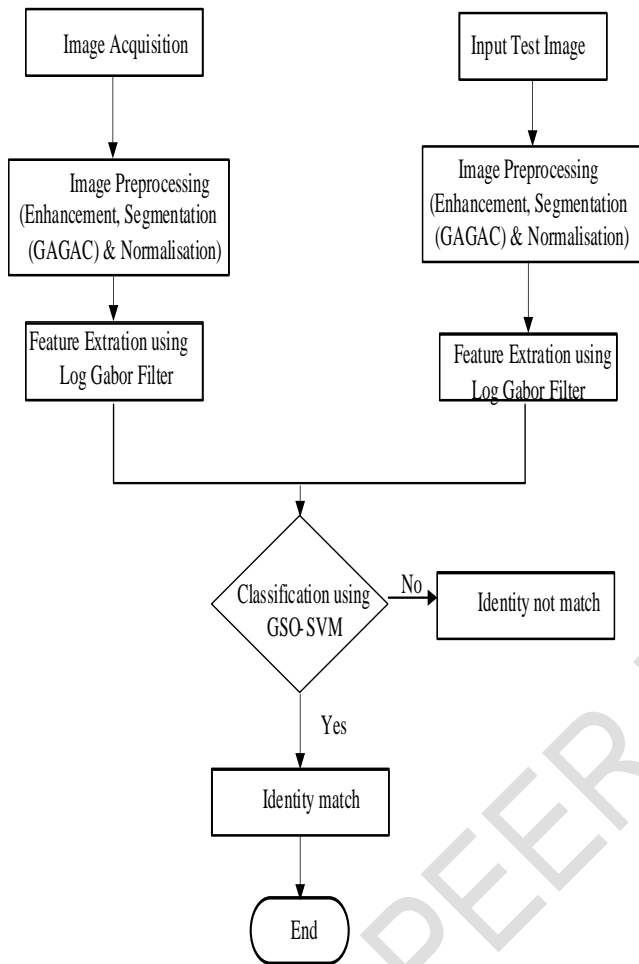 Image Acquisition
Input Test Image
Image Preprocessing
(Enhancement, Segmentation
(GAGAC) & Normalisation)
Image Preprocessing
(Enhancement, Segmentation
(GAGAC) & Normalisation)
Feature Extration using
Log Gabor Filter
Feature Extration using
Log Gabor Filter
Classification using
GSO-SVM
No
Identity not match
Yes
Identity match
End
PEER